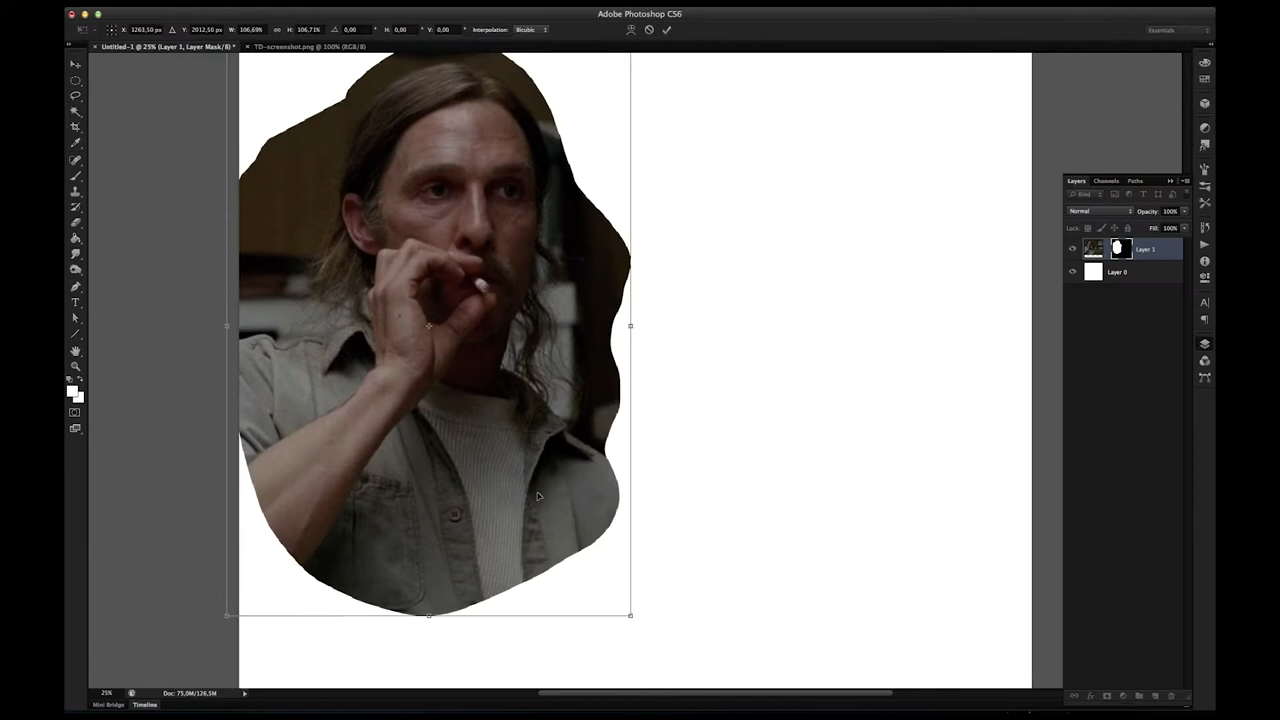 Adobe Photoshop CS6
X: 1263,50 px Y: 2012,50 px W: 106,69% H: 106,71% 0,00 H: 0,00 V: 0,00 Interpolation: Bicubic
Essentials
× Untitled-1 @ 25% (Layer 1, Layer Mask/8) * × TD-screenshot.png @ 100% (RGB/8)
Layers Channels Paths
Kind
Normal Opacity: 100%
Lock: Fill: 100%
Layer 1
Layer 0
25% Doc: 75,0M/126,5M
Mini Bridge Timeline